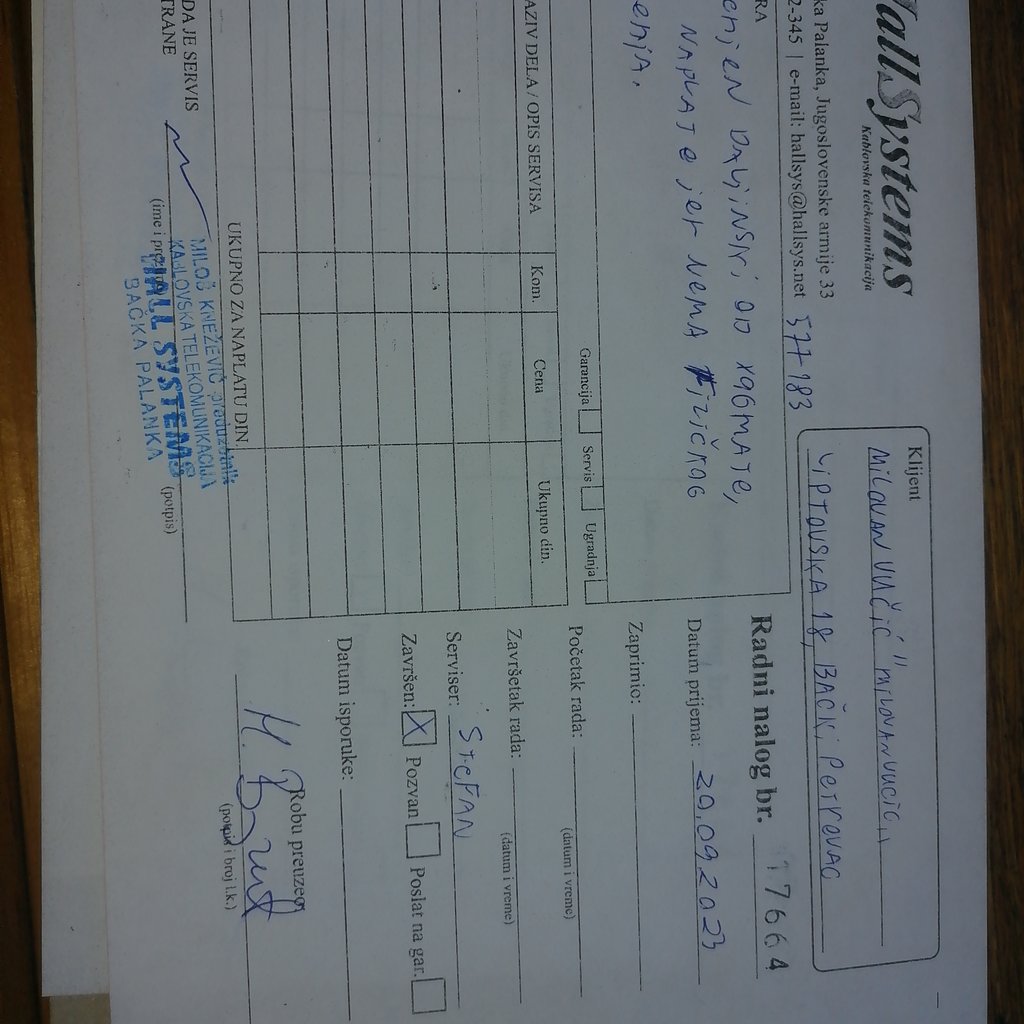 HallSystems
Kablovska telekomunikacija
ka Palanka, Jugoslovenske armije 33
2-345 | e-mail: hallsys@hallsys.net 577 183
Klijent
MILOVAN VUČIĆ "MILOVANVUCIC"
LIPTOVSKA 18, BAČKI PETROVAC
RA
enjen DALJINSKI OD
NAPLATE jer NEMA FIZIČKOG
enja.
Garancija Servis Ugradnja
AZIV DELA / OPIS SERVISA Kom. Cena Ukupno din.
UKUPNO ZA NAPLATU DIN.
Radni nalog br. 17664
Datum prijema: 29.09.2023
Zaprimio:
Početak rada:
(datum i vreme)
Završetak rada:
(datum i vreme)
Serviser: STEFAN
Završen: X Pozvan Poslat na gar.
Datum isporuke:
Robu preuzeo
(potpis i broj l.k.)
DA JE SERVIS
TRANE
(ime i
(potpis)
MILOŠ KNEŽEVIĆ preduzetnik
KABLOVSKA TELEKOMUNIKACIJA
HALL SYSTEMS
BAČKA PALANKA